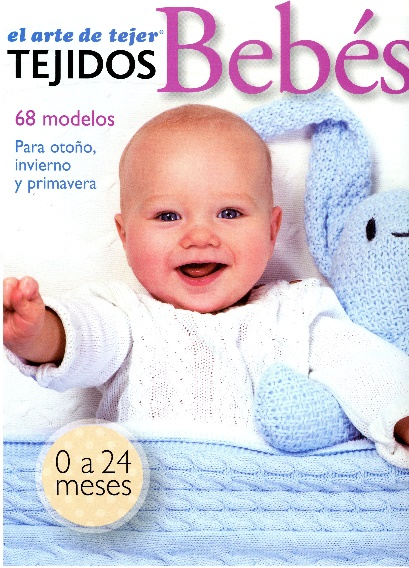 el arte de tejer®
TEJIDOS Bebés
68 modelos
Para otoño,
invierno
y primavera
0 a 24
meses